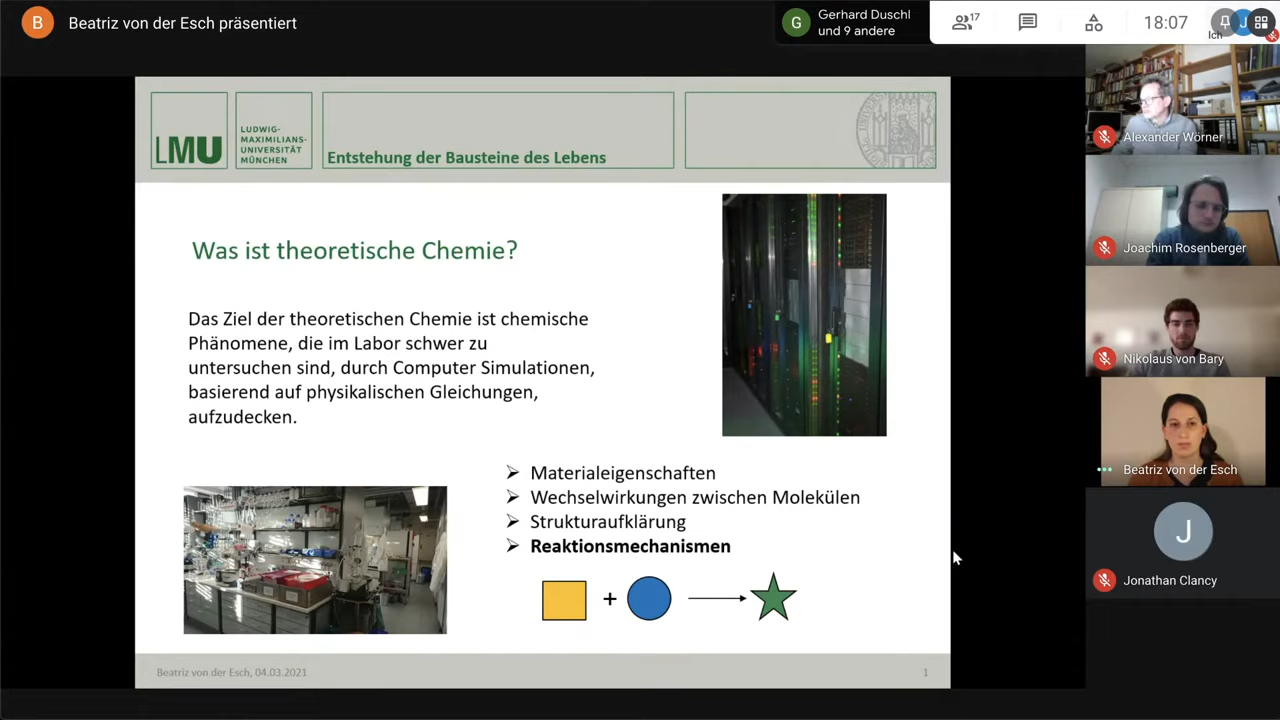 B
Beatriz von der Esch präsentiert
G
Gerhard Duschl
und 9 andere
17
18:07
J
Ich
LMU
LUDWIG-
MAXIMILIANS-
UNIVERSITÄT
MÜNCHEN
Entstehung der Bausteine des Lebens
Was ist theoretische Chemie?
Das Ziel der theoretischen Chemie ist chemische
Phänomene, die im Labor schwer zu
untersuchen sind, durch Computer Simulationen,
basierend auf physikalischen Gleichungen,
aufzudecken.
Materialeigenschaften
Wechselwirkungen zwischen Molekülen
Strukturaufklärung
Reaktionsmechanismen
+
Beatriz von der Esch, 04.03.2021
1
Alexander Wörner
Joachim Rosenberger
Nikolaus von Bary
Beatriz von der Esch
J
Jonathan Clancy